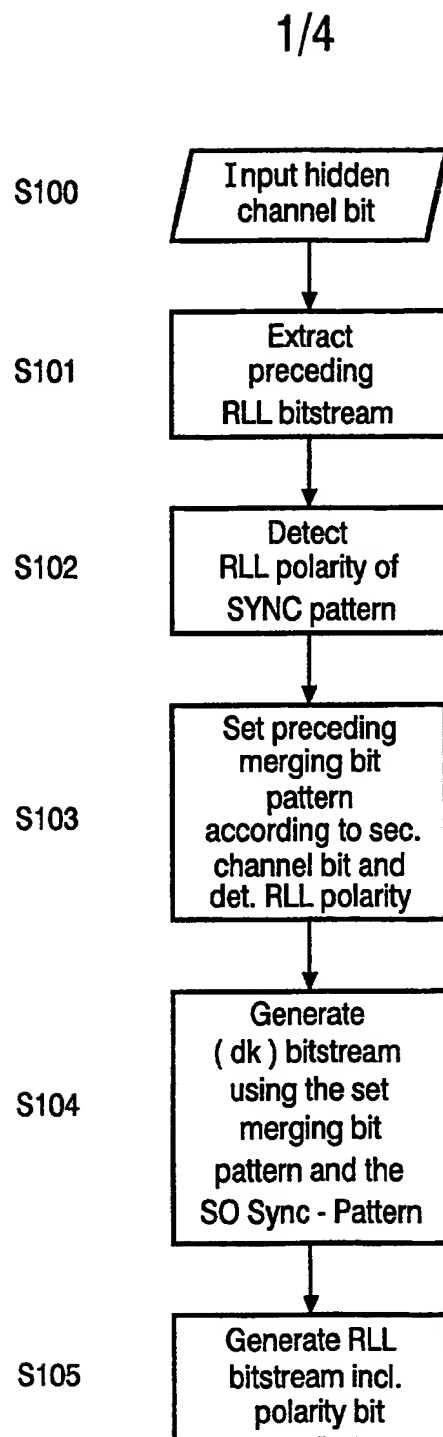 1/4
S100
Input hidden
channel bit
S101
Extract
preceding
RLL bitstream
S102
Detect
RLL polarity of
SYNC pattern
S103
Set preceding
merging bit
pattern
according to sec.
channel bit and
det. RLL polarity
S104
Generate
( dk ) bitstream
using the set
merging bit
pattern and the
SO Sync - Pattern
S105
Generate RLL
bitstream incl.
polarity bit